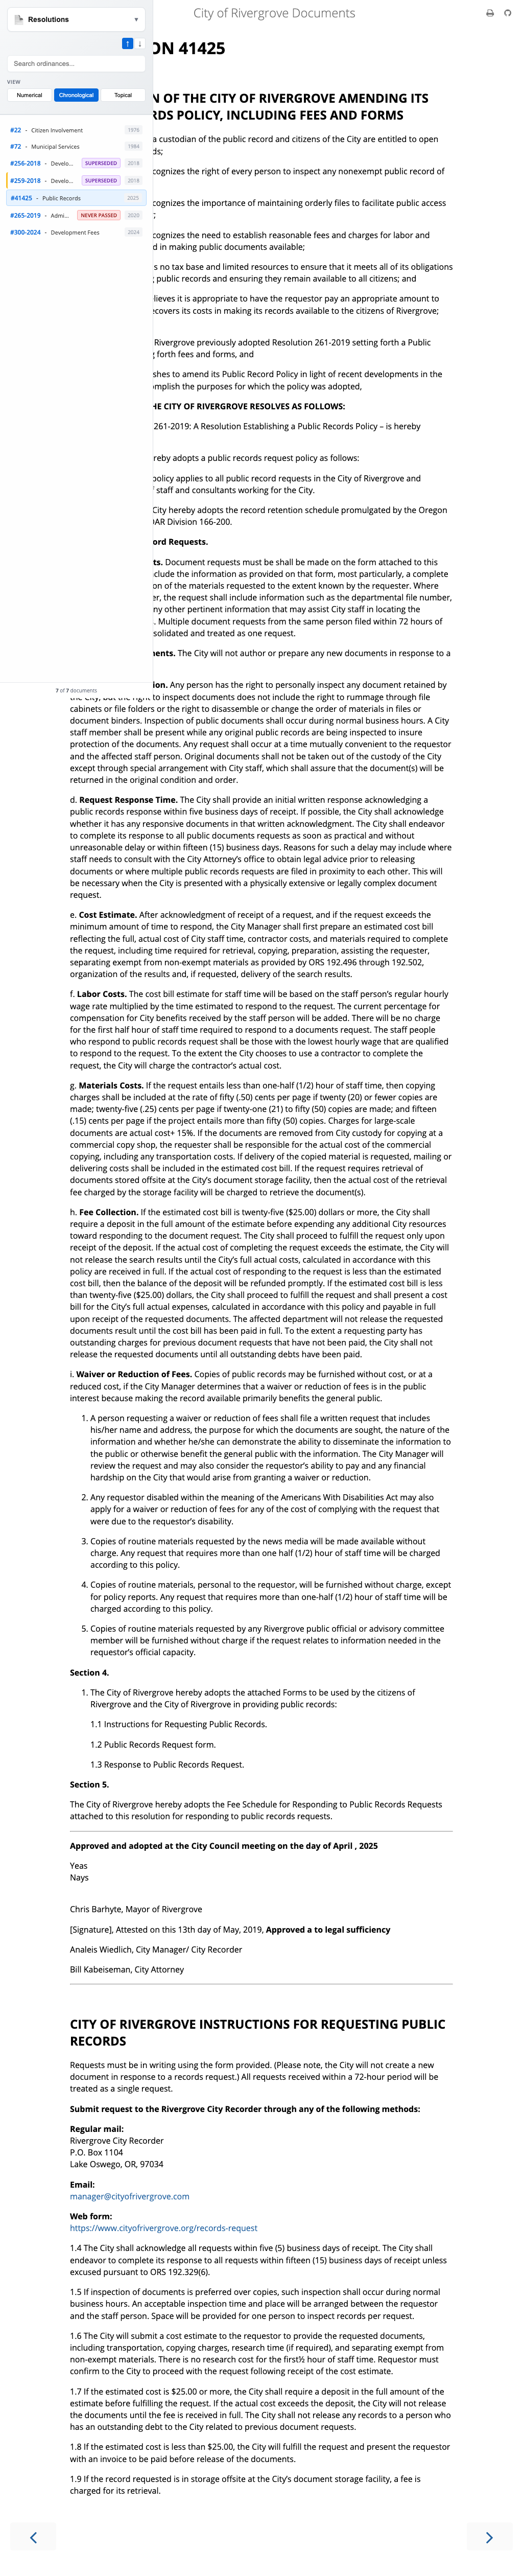 Resolutions
City of Rivergrove Documents
↑ ↓
Search ordinances...
VIEW
Numerical Chronological Topical
#22 - Citizen Involvement 1976
#72 - Municipal Services 1984
#256-2018 - Develo... SUPERSEDED 2018
#259-2018 - Develo... SUPERSEDED 2018
#41425 - Public Records 2025
#265-2019 - Admi... NEVER PASSED 2020
#300-2024 - Development Fees 2024
7 of 7 documents
ON 41425
N OF THE CITY OF RIVERGROVE AMENDING ITS
RDS POLICY, INCLUDING FEES AND FORMS
a custodian of the public record and citizens of the City are entitled to open
ds;
cognizes the right of every person to inspect any nonexempt public record of
cognizes the importance of maintaining orderly files to facilitate public access
;
cognizes the need to establish reasonable fees and charges for labor and
d in making public documents available;
s no tax base and limited resources to ensure that it meets all of its obligations
g public records and ensuring they remain available to all citizens; and
elieves it is appropriate to have the requestor pay an appropriate amount to
ecovers its costs in making its records available to the citizens of Rivergrove;
Rivergrove previously adopted Resolution 261-2019 setting forth a Public
g forth fees and forms, and
shes to amend its Public Record Policy in light of recent developments in the
omplish the purposes for which the policy was adopted,
HE CITY OF RIVERGROVE RESOLVES AS FOLLOWS:
261-2019: A Resolution Establishing a Public Records Policy – is hereby
reby adopts a public records request policy as follows:
policy applies to all public record requests in the City of Rivergrove and
f staff and consultants working for the City.
City hereby adopts the record retention schedule promulgated by the Oregon
OAR Division 166-200.
ord Requests.
ts. Document requests must be shall be made on the form attached to this
nclude the information as provided on that form, most particularly, a complete
on of the materials requested to the extent known by the requester. Where
er, the request shall include information such as the departmental file number,
ny other pertinent information that may assist City staff in locating the
. Multiple document requests from the same person filed within 72 hours of
solidated and treated as one request.
ments. The City will not author or prepare any new documents in response to a
ion. Any person has the right to personally inspect any document retained by
the City, but the right to inspect documents does not include the right to rummage through file
cabinets or file folders or the right to disassemble or change the order of materials in files or
document binders. Inspection of public documents shall occur during normal business hours. A City
staff member shall be present while any original public records are being inspected to insure
protection of the documents. Any request shall occur at a time mutually convenient to the requestor
and the affected staff person. Original documents shall not be taken out of the custody of the City
except through special arrangement with City staff, which shall assure that the document(s) will be
returned in the original condition and order.
d. Request Response Time. The City shall provide an initial written response acknowledging a
public records response within five business days of receipt. If possible, the City shall acknowledge
whether it has any responsive documents in that written acknowledgment. The City shall endeavor
to complete its response to all public documents requests as soon as practical and without
unreasonable delay or within fifteen (15) business days. Reasons for such a delay may include where
staff needs to consult with the City Attorney's office to obtain legal advice prior to releasing
documents or where multiple public records requests are filed in proximity to each other. This will
be necessary when the City is presented with a physically extensive or legally complex document
request.
e. Cost Estimate. After acknowledgment of receipt of a request, and if the request exceeds the
minimum amount of time to respond, the City Manager shall first prepare an estimated cost bill
reflecting the full, actual cost of City staff time, contractor costs, and materials required to complete
the request, including time required for retrieval, copying, preparation, assisting the requester,
separating exempt from non-exempt materials as provided by ORS 192.496 through 192.502,
organization of the results and, if requested, delivery of the search results.
f. Labor Costs. The cost bill estimate for staff time will be based on the staff person's regular hourly
wage rate multiplied by the time estimated to respond to the request. The current percentage for
compensation for City benefits received by the staff person will be added. There will be no charge
for the first half hour of staff time required to respond to a documents request. The staff people
who respond to public records request shall be those with the lowest hourly wage that are qualified
to respond to the request. To the extent the City chooses to use a contractor to complete the
request, the City will charge the contractor's actual cost.
g. Materials Costs. If the request entails less than one-half (1/2) hour of staff time, then copying
charges shall be included at the rate of fifty (.50) cents per page if twenty (20) or fewer copies are
made; twenty-five (.25) cents per page if twenty-one (21) to fifty (50) copies are made; and fifteen
(.15) cents per page if the project entails more than fifty (50) copies. Charges for large-scale
documents are actual cost+ 15%. If the documents are removed from City custody for copying at a
commercial copy shop, the requester shall be responsible for the actual cost of the commercial
copying, including any transportation costs. If delivery of the copied material is requested, mailing or
delivering costs shall be included in the estimated cost bill. If the request requires retrieval of
documents stored offsite at the City's document storage facility, then the actual cost of the retrieval
fee charged by the storage facility will be charged to retrieve the document(s).
h. Fee Collection. If the estimated cost bill is twenty-five ($25.00) dollars or more, the City shall
require a deposit in the full amount of the estimate before expending any additional City resources
toward responding to the document request. The City shall proceed to fulfill the request only upon
receipt of the deposit. If the actual cost of completing the request exceeds the estimate, the City will
not release the search results until the City's full actual costs, calculated in accordance with this
policy are received in full. If the actual cost of responding to the request is less than the estimated
cost bill, then the balance of the deposit will be refunded promptly. If the estimated cost bill is less
than twenty-five ($25.00) dollars, the City shall proceed to fulfill the request and shall present a cost
bill for the City's full actual expenses, calculated in accordance with this policy and payable in full
upon receipt of the requested documents. The affected department will not release the requested
documents result until the cost bill has been paid in full. To the extent a requesting party has
outstanding charges for previous document requests that have not been paid, the City shall not
release the requested documents until all outstanding debts have been paid.
i. Waiver or Reduction of Fees. Copies of public records may be furnished without cost, or at a
reduced cost, if the City Manager determines that a waiver or reduction of fees is in the public
interest because making the record available primarily benefits the general public.
1. A person requesting a waiver or reduction of fees shall file a written request that includes
his/her name and address, the purpose for which the documents are sought, the nature of the
information and whether he/she can demonstrate the ability to disseminate the information to
the public or otherwise benefit the general public with the information. The City Manager will
review the request and may also consider the requestor's ability to pay and any financial
hardship on the City that would arise from granting a waiver or reduction.
2. Any requestor disabled within the meaning of the Americans With Disabilities Act may also
apply for a waiver or reduction of fees for any of the cost of complying with the request that
were due to the requestor's disability.
3. Copies of routine materials requested by the news media will be made available without
charge. Any request that requires more than one half (1/2) hour of staff time will be charged
according to this policy.
4. Copies of routine materials, personal to the requestor, will be furnished without charge, except
for policy reports. Any request that requires more than one-half (1/2) hour of staff time will be
charged according to this policy.
5. Copies of routine materials requested by any Rivergrove public official or advisory committee
member will be furnished without charge if the request relates to information needed in the
requestor's official capacity.
Section 4.
1. The City of Rivergrove hereby adopts the attached Forms to be used by the citizens of
Rivergrove and the City of Rivergrove in providing public records:
1.1 Instructions for Requesting Public Records.
1.2 Public Records Request form.
1.3 Response to Public Records Request.
Section 5.
The City of Rivergrove hereby adopts the Fee Schedule for Responding to Public Records Requests
attached to this resolution for responding to public records requests.
Approved and adopted at the City Council meeting on the day of April , 2025
Yeas
Nays
Chris Barhyte, Mayor of Rivergrove
[Signature], Attested on this 13th day of May, 2019, Approved a to legal sufficiency
Analeis Wiedlich, City Manager/ City Recorder
Bill Kabeiseman, City Attorney
CITY OF RIVERGROVE INSTRUCTIONS FOR REQUESTING PUBLIC
RECORDS
Requests must be in writing using the form provided. (Please note, the City will not create a new
document in response to a records request.) All requests received within a 72-hour period will be
treated as a single request.
Submit request to the Rivergrove City Recorder through any of the following methods:
Regular mail:
Rivergrove City Recorder
P.O. Box 1104
Lake Oswego, OR, 97034
Email:
manager@cityofrivergrove.com
Web form:
https://www.cityofrivergrove.org/records-request
1.4 The City shall acknowledge all requests within five (5) business days of receipt. The City shall
endeavor to complete its response to all requests within fifteen (15) business days of receipt unless
excused pursuant to ORS 192.329(6).
1.5 If inspection of documents is preferred over copies, such inspection shall occur during normal
business hours. An acceptable inspection time and place will be arranged between the requestor
and the staff person. Space will be provided for one person to inspect records per request.
1.6 The City will submit a cost estimate to the requestor to provide the requested documents,
including transportation, copying charges, research time (if required), and separating exempt from
non-exempt materials. There is no research cost for the first½ hour of staff time. Requestor must
confirm to the City to proceed with the request following receipt of the cost estimate.
1.7 If the estimated cost is $25.00 or more, the City shall require a deposit in the full amount of the
estimate before fulfilling the request. If the actual cost exceeds the deposit, the City will not release
the documents until the fee is received in full. The City shall not release any records to a person who
has an outstanding debt to the City related to previous document requests.
1.8 If the estimated cost is less than $25.00, the City will fulfill the request and present the requestor
with an invoice to be paid before release of the documents.
1.9 If the record requested is in storage offsite at the City's document storage facility, a fee is
charged for its retrieval.